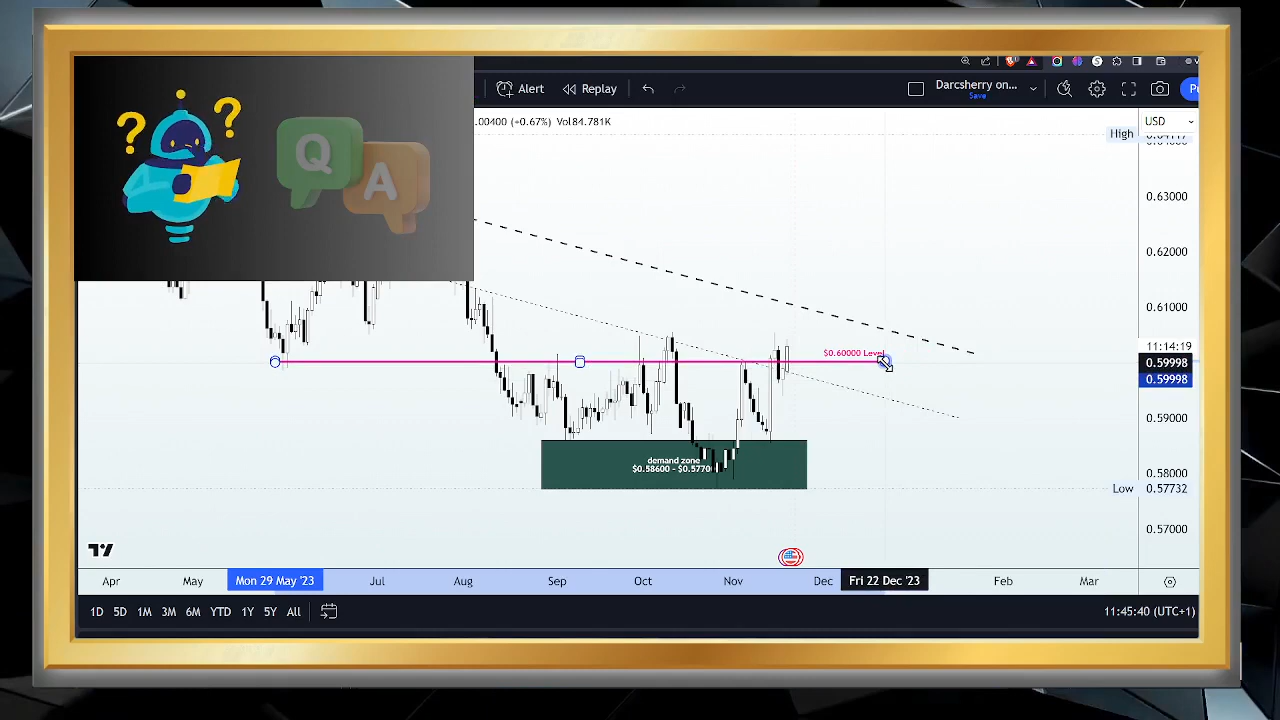 Q
A
Alert
Replay
Darcsherry on...
Save
.00400 (+0.67%) Vol84.781K
USD
High
0.63000
0.62000
0.61000
11:14:19
0.59998
0.59998
$0.60000 Level
0.59000
demand zone
$0.58600 - $0.57700
0.58000
Low 0.57732
0.57000
Apr May Mon 29 May '23 Jul Aug Sep Oct Nov Dec Fri 22 Dec '23 Feb Mar
1D 5D 1M 3M 6M YTD 1Y 5Y All
11:45:40 (UTC+1)